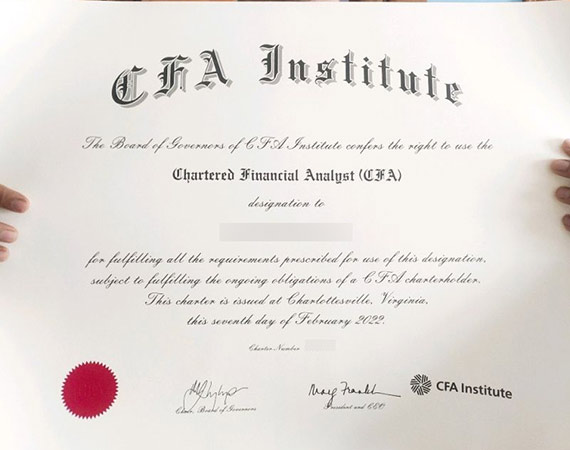 CFA Institute
The Board of Governors of CFA Institute confers the right to use the
Chartered Financial Analyst (CFA)
designation to
for fulfilling all the requirements prescribed for use of this designation,
subject to fulfilling the ongoing obligations of a CFA charterholder.
This charter is issued at Charlottesville, Virginia,
this seventh day of February 2022.
Charter Number
Chair, Board of Governors
President and CEO
CFA Institute